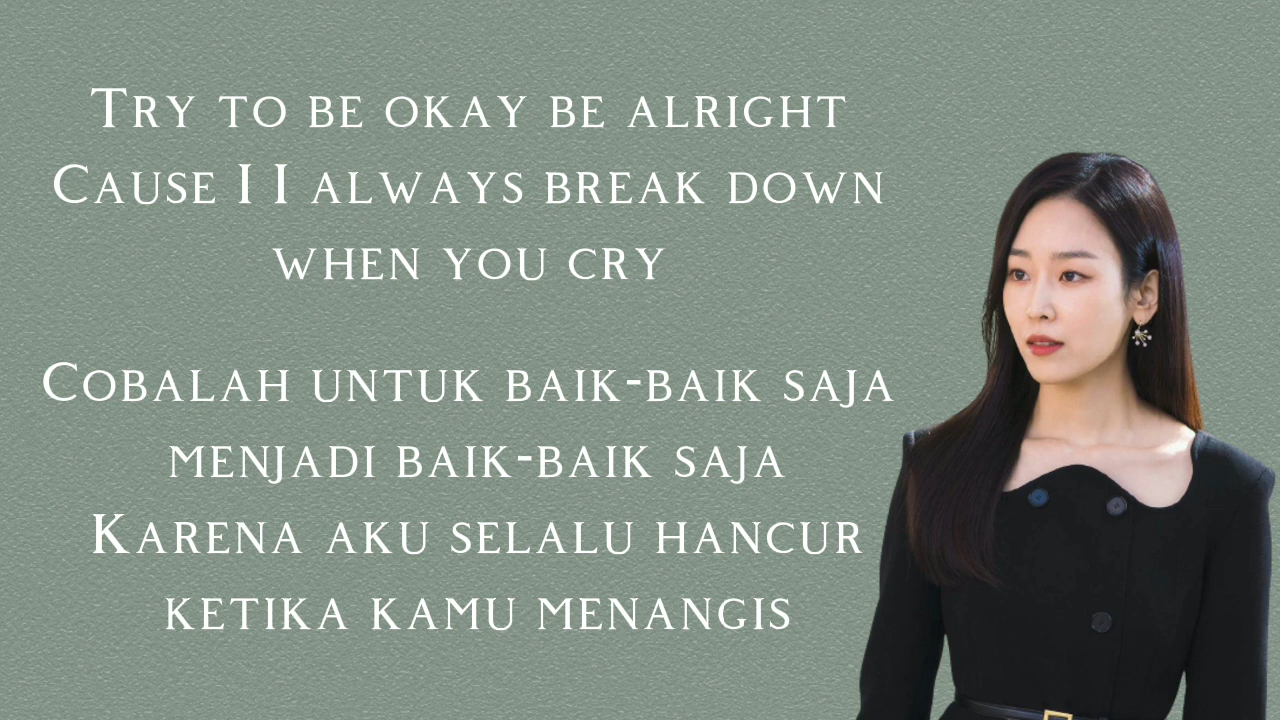 Try to be okay be alright
Cause I I always break down
when you cry
Cobalah untuk baik-baik saja
menjadi baik-baik saja
Karena aku selalu hancur
ketika kamu menangis